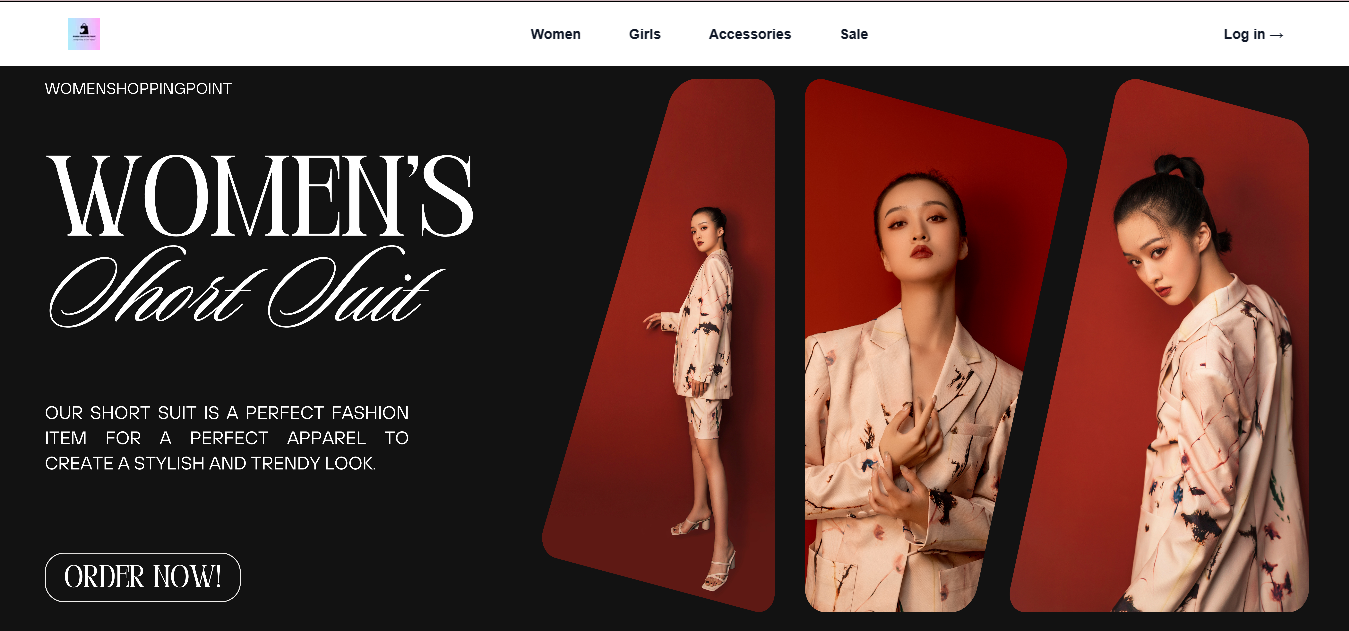 Women
Girls
Accessories
Sale
Log in →
WOMENSHOPPINGPOINT
WOMEN'S
Short Suit
OUR SHORT SUIT IS A PERFECT FASHION
ITEM FOR A PERFECT APPAREL TO
CREATE A STYLISH AND TRENDY LOOK.
ORDER NOW!